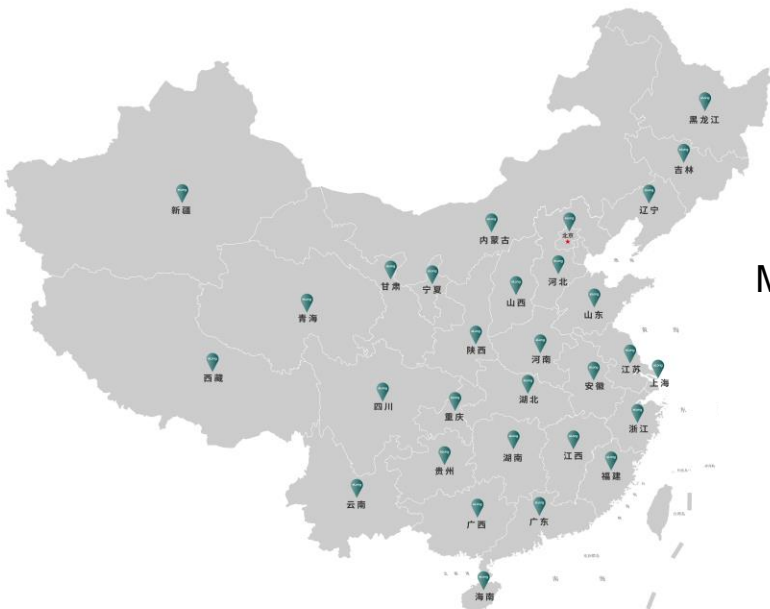 黑龙江
吉林
辽宁
新疆
内蒙古
北京
河北
甘肃
宁夏
M
山西
山东
青海
陕西
河南
江苏
西藏
安徽
上海
四川
湖北
重庆
浙江
湖南
江西
贵州
福建
云南
广西
广东
海南